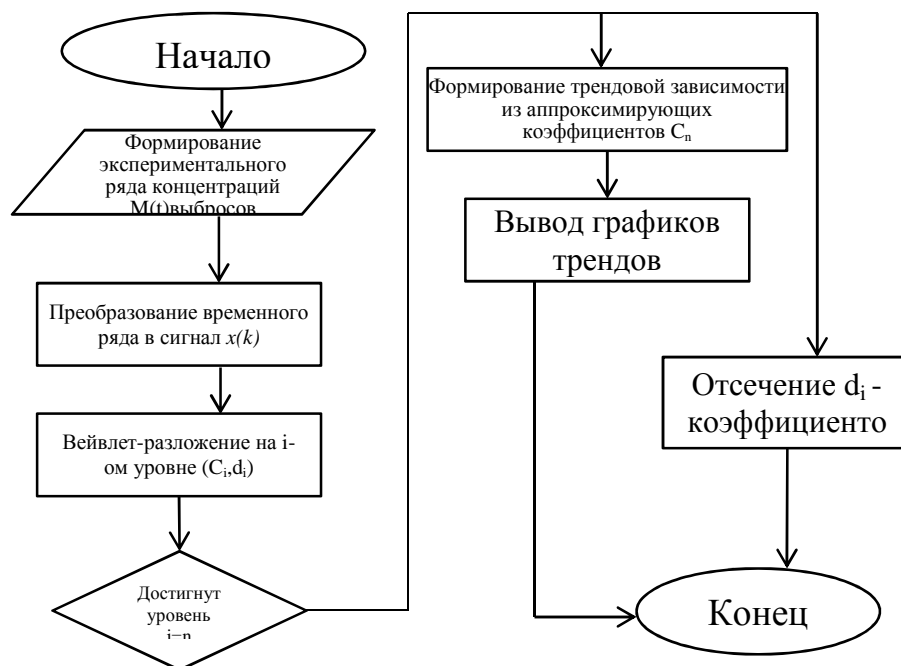 Начало
Формирование
экспериментального
ряда концентраций
M(t)выбросов
Преобразование временного
ряда в сигнал x(k)
Вейвлет-разложение на i-
ом уровне (Ci,di)
Достигнут
уровень
i=n
Формирование трендовой зависимости
из аппроксимирующих
коэффициентов Cn
Вывод графиков
трендов
Отсечение di -
коэффициенто
Конец